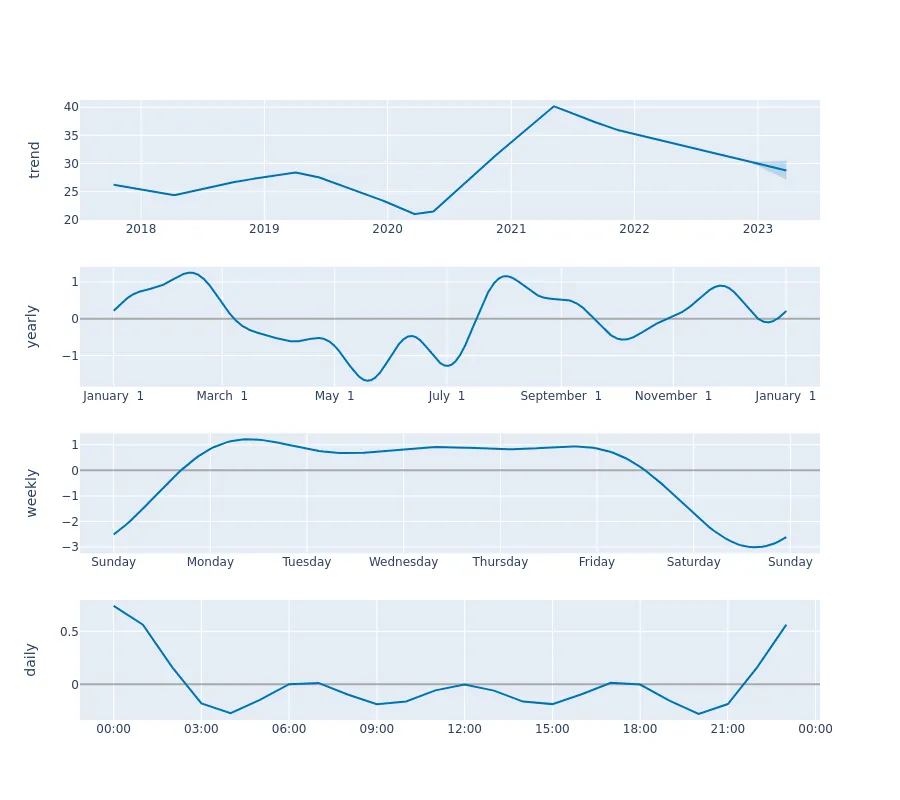 trend
40
35
30
25
20
2018 2019 2020 2021 2022 2023
yearly
1
0
−1
January 1 March 1 May 1 July 1 September 1 November 1 January 1
weekly
1
0
−1
−2
−3
Sunday Monday Tuesday Wednesday Thursday Friday Saturday Sunday
daily
0.5
0
00:00 03:00 06:00 09:00 12:00 15:00 18:00 21:00 00:00